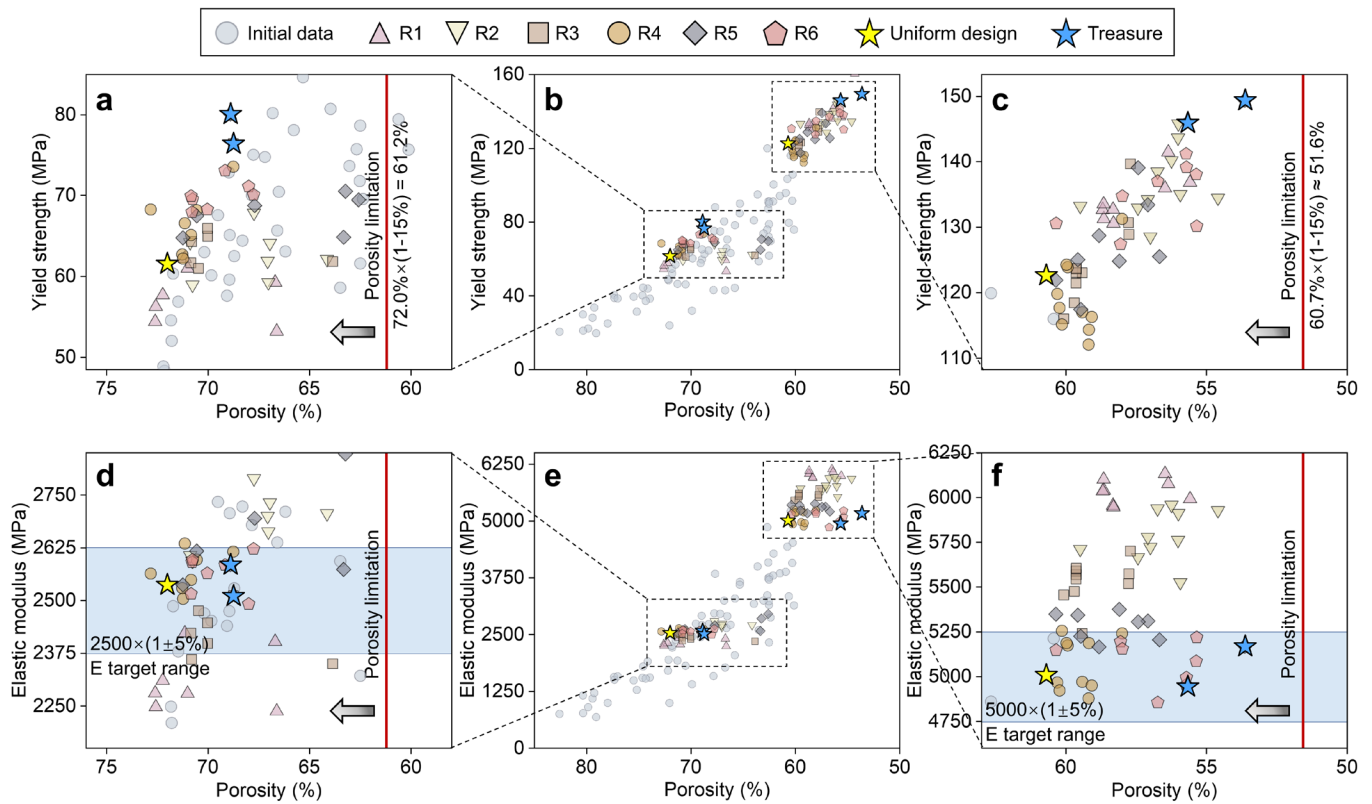 Initial data R1 R2 R3 R4 R5 R6 Uniform design Treasure
a
Yield strength (MPa)
80
70
60
50
75 70 65 60
Porosity (%)
Porosity limitation
72.0%×(1-15%) = 61.2%
b
Yield strength (MPa)
160
120
80
40
0
80 70 60 50
Porosity (%)
c
Yield strength (MPa)
150
140
130
120
110
60 55 50
Porosity (%)
Porosity limitation
60.7%×(1-15%) ≈ 51.6%
d
Elastic modulus (MPa)
2750
2625
2500
2375
2250
75 70 65 60
Porosity (%)
2500×(1±5%)
E target range
Porosity limitation
e
Elastic modulus (MPa)
6250
5000
3750
2500
1250
0
80 70 60 50
Porosity (%)
f
Elastic modulus (MPa)
6250
6000
5750
5500
5250
5000
4750
60 55 50
Porosity (%)
5000×(1±5%)
E target range
Porosity limitation